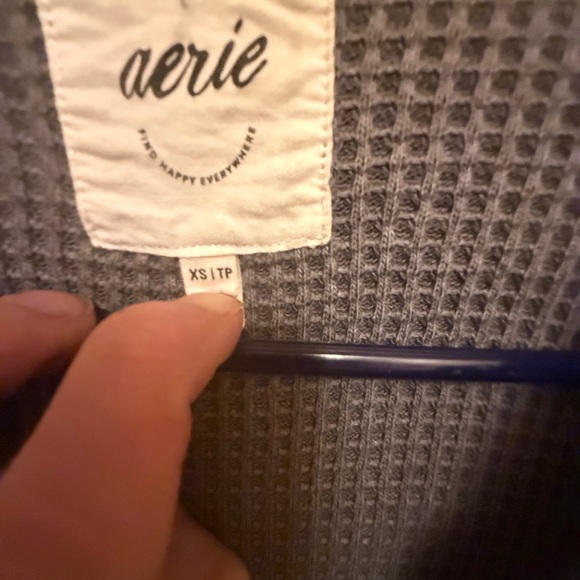 aerie
FIND HAPPY EVERYWHERE
XS | TP